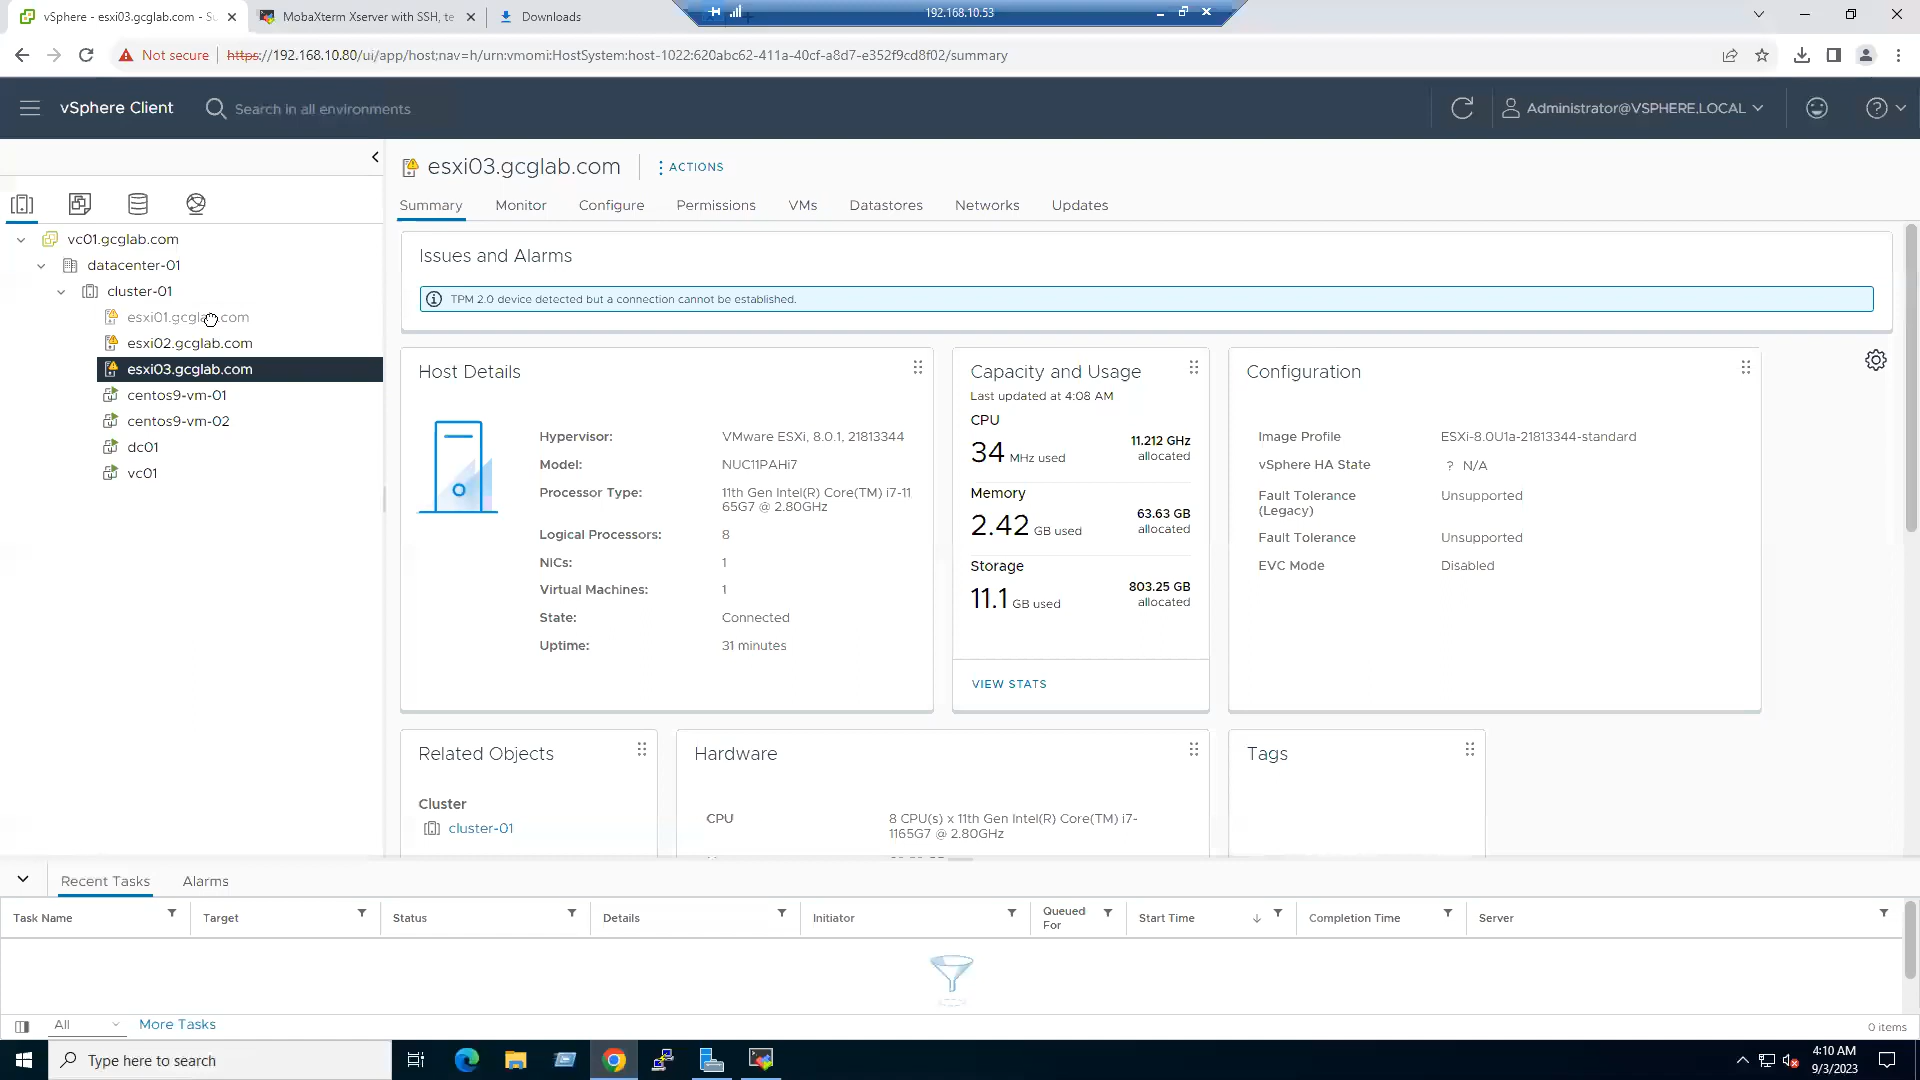 vSphere - esxi03.gcglab.com - Su
MobaXterm Xserver with SSH, te
Downloads
192.168.10.53
Not secure
https://192.168.10.80/ui/app/host;nav=h/urn:vmomi:HostSystem:host-1022:620abc62-411a-40cf-a8d7-e352f9cd8f02/summary
vSphere Client
Search in all environments
Administrator@VSPHERE.LOCAL
esxi03.gcglab.com
ACTIONS
Summary
Monitor
Configure
Permissions
VMs
Datastores
Networks
Updates
vc01.gcglab.com
datacenter-01
cluster-01
esxi01.gcglab.com
esxi02.gcglab.com
esxi03.gcglab.com
centos9-vm-01
centos9-vm-02
dc01
vc01
Issues and Alarms
TPM 2.0 device detected but a connection cannot be established.
Host Details
Hypervisor:
VMware ESXi, 8.0.1, 21813344
Model:
NUC11PAHi7
Processor Type:
11th Gen Intel(R) Core(TM) i7-11
65G7 @ 2.80GHz
Logical Processors:
8
NICs:
1
Virtual Machines:
1
State:
Connected
Uptime:
31 minutes
Capacity and Usage
Last updated at 4:08 AM
CPU
34 MHz used
11.212 GHz
allocated
Memory
2.42 GB used
63.63 GB
allocated
Storage
11.1 GB used
803.25 GB
allocated
VIEW STATS
Configuration
Image Profile
ESXi-8.0U1a-21813344-standard
vSphere HA State
? N/A
Fault Tolerance
(Legacy)
Unsupported
Fault Tolerance
Unsupported
EVC Mode
Disabled
Related Objects
Cluster
cluster-01
Hardware
CPU
8 CPU(s) x 11th Gen Intel(R) Core(TM) i7-
1165G7 @ 2.80GHz
Tags
Recent Tasks
Alarms
Task Name
Target
Status
Details
Initiator
Queued
For
Start Time
Completion Time
Server
All
More Tasks
0 items
Type here to search
4:10 AM
9/3/2023